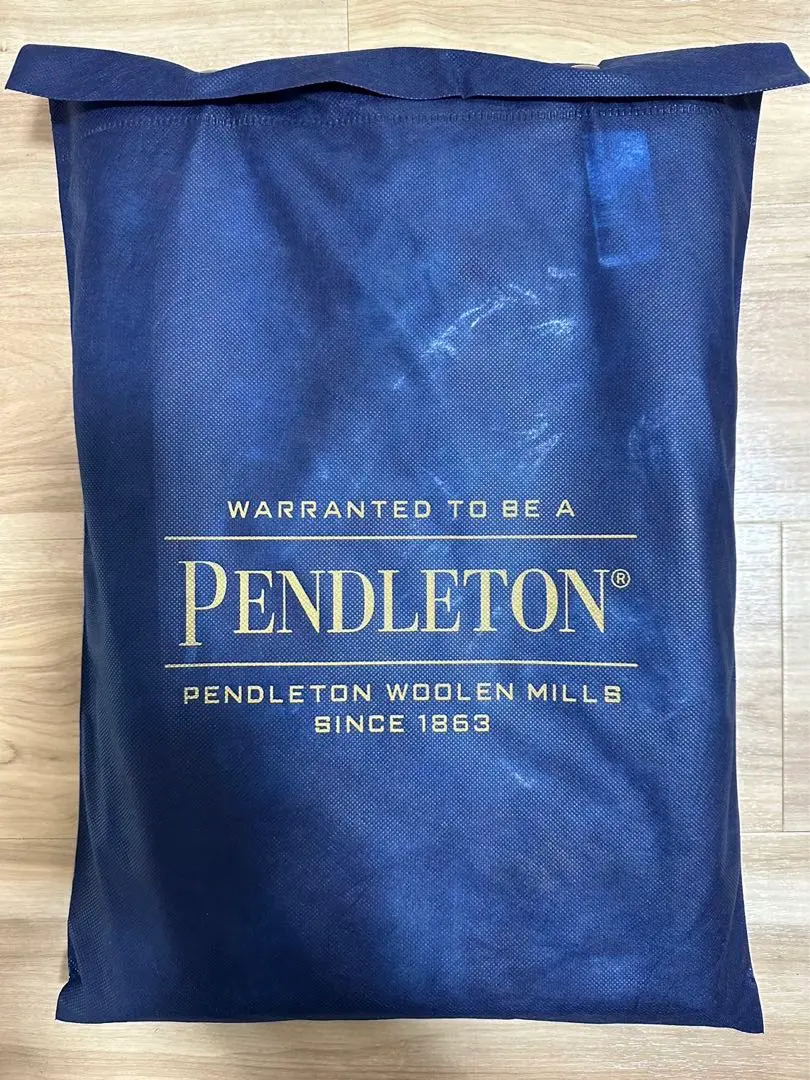 WARRANTED TO BE A
PENDLETON®
PENDLETON WOOLEN MILLS
SINCE 1863